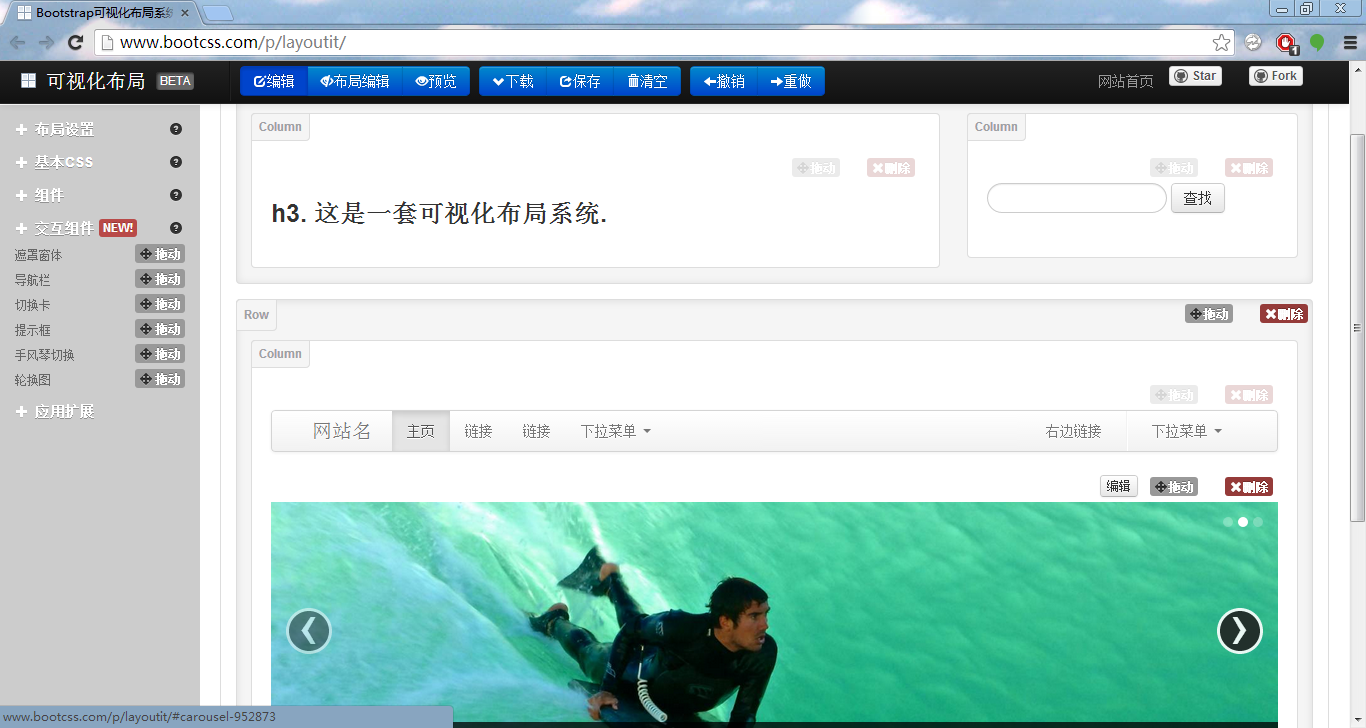 Bootstrap可视化布局系统
www.bootcss.com/p/layoutit/
1
可视化布局 BETA 编辑 布局编辑 预览 下载 保存 清空 撤销 重做 网站首页 Star Fork
布局设置
基本CSS
组件
交互组件 NEW!
遮罩窗体 拖动
导航栏 拖动
切换卡 拖动
提示框 拖动
手风琴切换 拖动
轮换图 拖动
应用扩展
Column
拖动 删除
h3. 这是一套可视化布局系统.
Column
拖动 删除
查找
Row 拖动 删除
Column
拖动 删除
网站名 主页 链接 链接 下拉菜单 右边链接 下拉菜单
编辑 拖动 删除
www.bootcss.com/p/layoutit/#carousel-952873